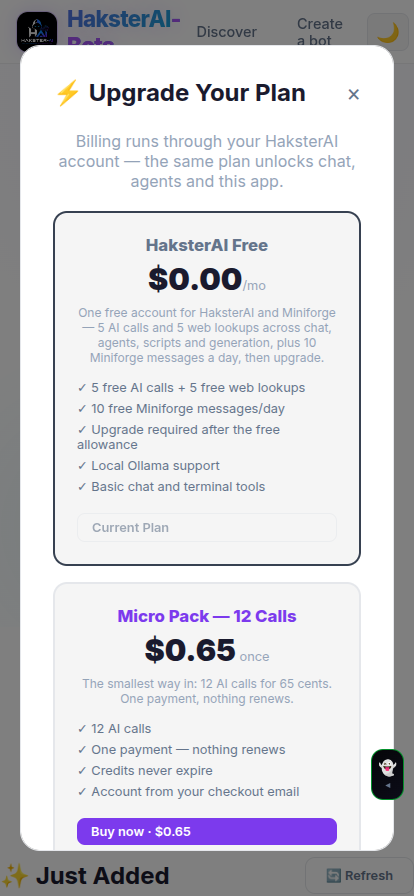 HaksterAI-
Bots
Discover
Create
a bot
⚡ Upgrade Your Plan
×
Billing runs through your HaksterAI
account — the same plan unlocks chat,
agents and this app.
HaksterAI Free
$0.00/mo
One free account for HaksterAI and Miniforge
— 5 AI calls and 5 web lookups across chat,
agents, scripts and generation, plus 10
Miniforge messages a day, then upgrade.
✓ 5 free AI calls + 5 free web lookups
✓ 10 free Miniforge messages/day
✓ Upgrade required after the free
allowance
✓ Local Ollama support
✓ Basic chat and terminal tools
Current Plan
Micro Pack — 12 Calls
$0.65 once
The smallest way in: 12 AI calls for 65 cents.
One payment, nothing renews.
✓ 12 AI calls
✓ One payment — nothing renews
✓ Credits never expire
✓ Account from your checkout email
Buy now · $0.65
✨ Just Added
🔄 Refresh